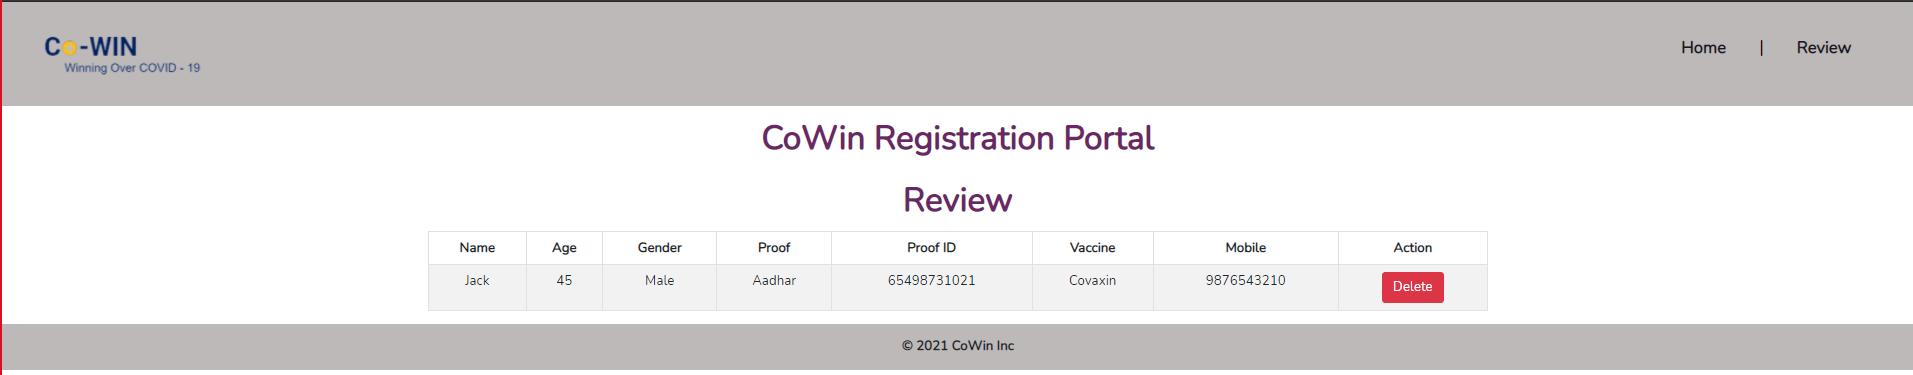 Co-WIN
Winning Over COVID - 19
Home | Review
CoWin Registration Portal
Review
Name Age Gender Proof Proof ID Vaccine Mobile Action
Jack 45 Male Aadhar 65498731021 Covaxin 9876543210 Delete
© 2021 CoWin Inc